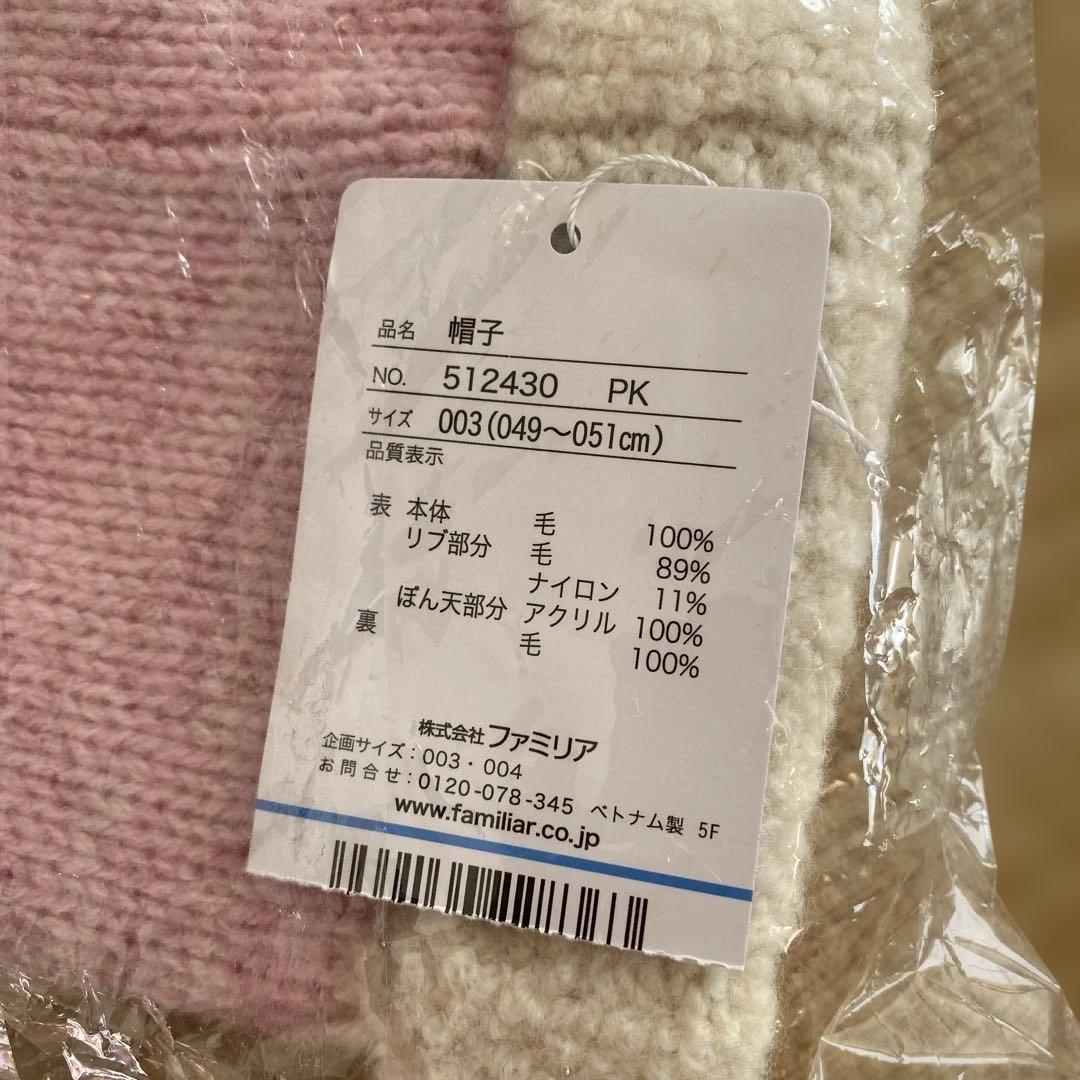 品名 帽子
NO. 512430 PK
サイズ 003(049～051cm)
品質表示
表 本体 毛 100%
リブ部分 毛 89%
ナイロン 11%
ぼん天部分 アクリル 100%
裏 毛 100%
株式会社ファミリア
企画サイズ：003・004
お問合せ：0120-078-345 ベトナム製 5F
www.familiar.co.jp